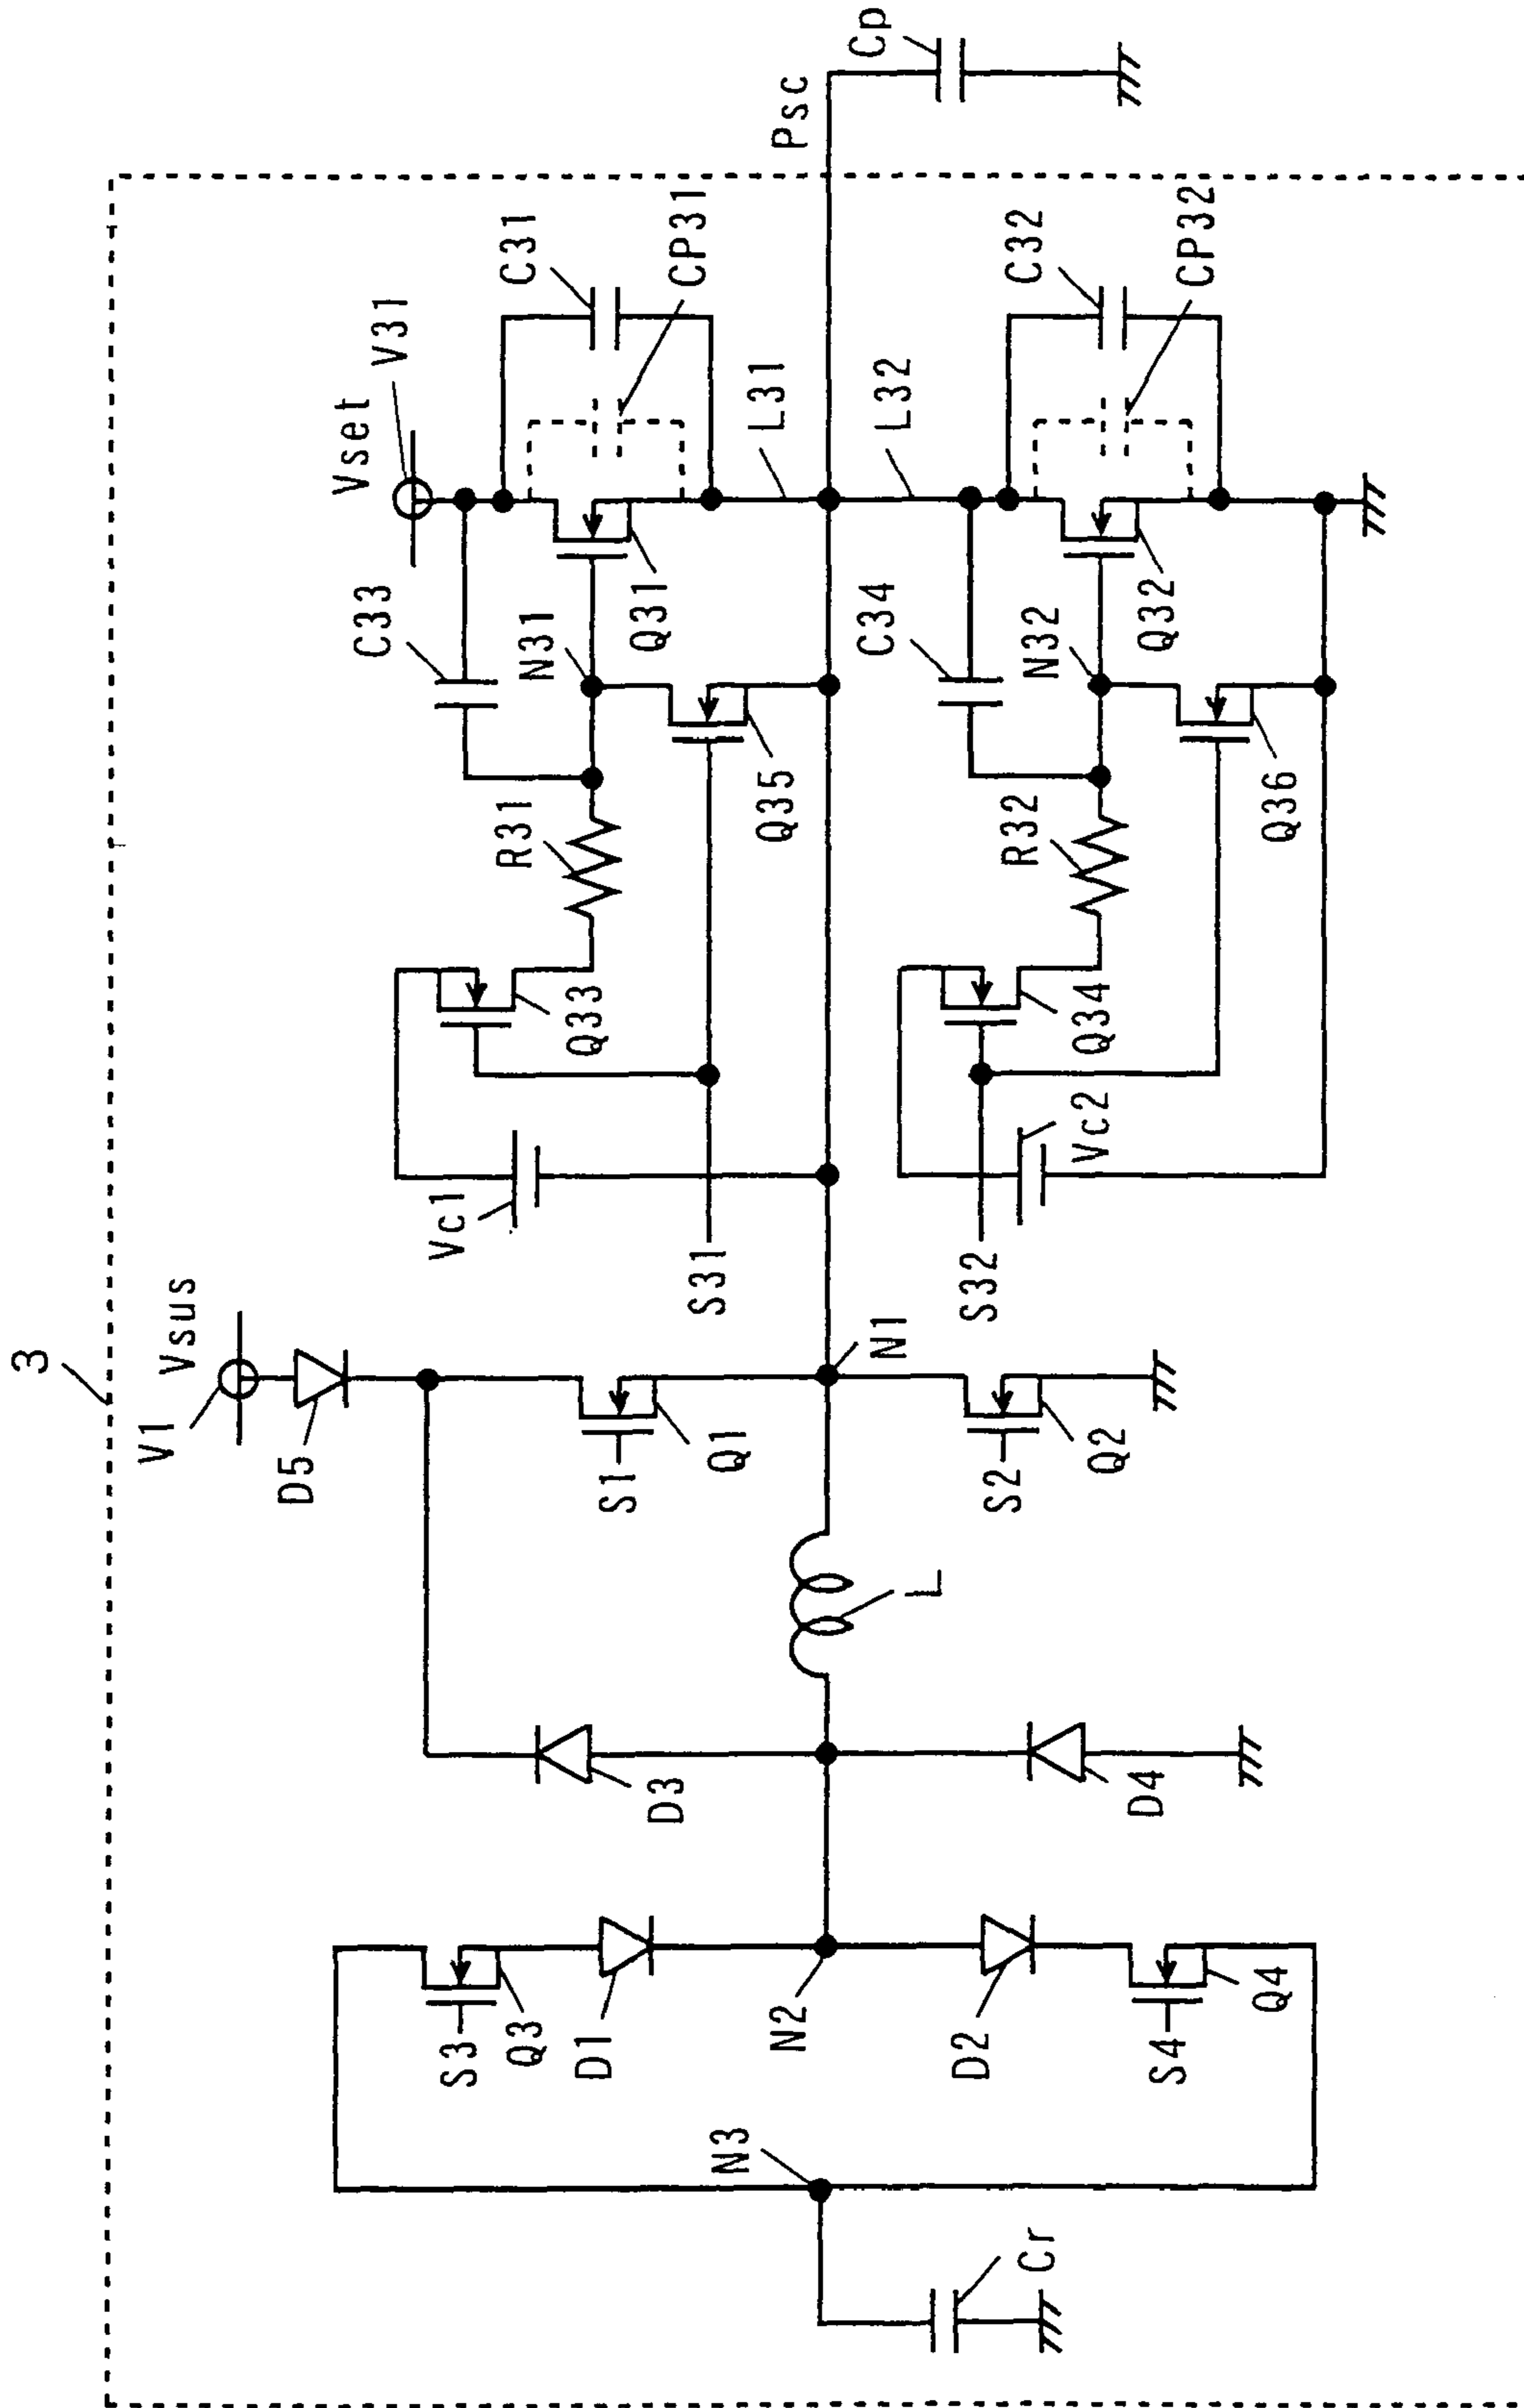 3
V1
Vsus
Vset
V31
D5
C33
C31
CP31
Vc1
Q33
R31
N31
Q31
Q35
L31
Psc
Cp
S3
Q3
D1
D3
S1
Q1
S31
N3
N2
L
N1
L32
D2
D4
S2
Q2
S32
Vc2
Q34
R32
C34
N32
Q32
Q36
C32
CP32
S4
Q4
Cr